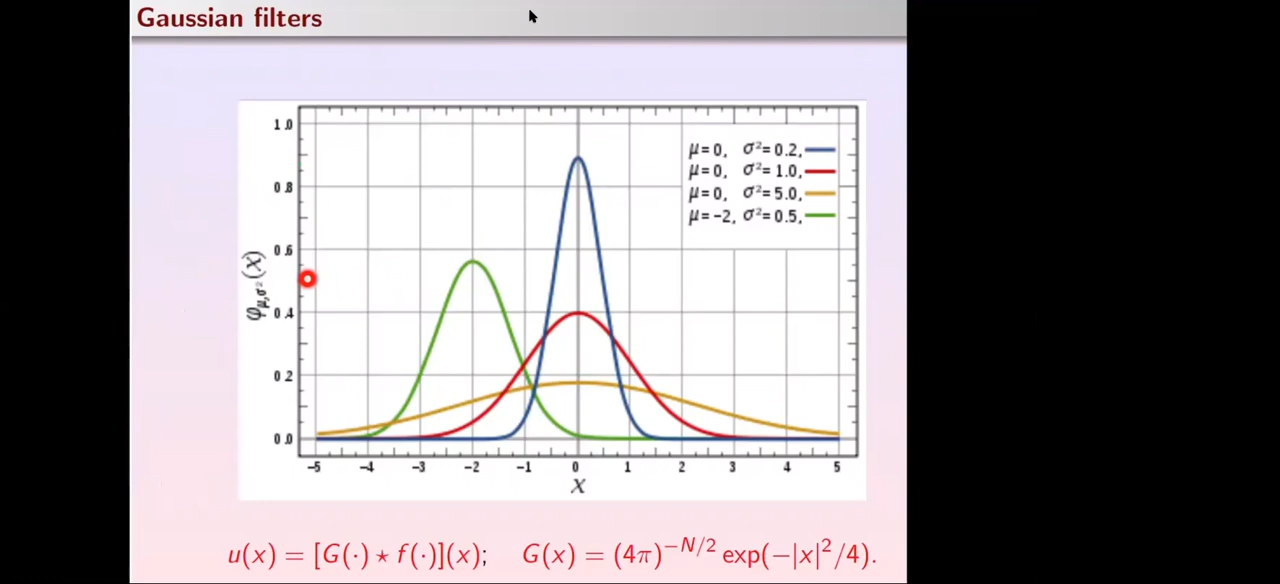 Gaussian filters
1.0
0.8
0.6
0.4
0.2
0.0
φμ,σ²(x)
μ=0, σ²=0.2,
μ=0, σ²=1.0,
μ=0, σ²=5.0,
μ=−2, σ²=0.5,
−5 −4 −3 −2 −1 0 1 2 3 4 5
x
u(x) = [G(·) ⋆ f(·)](x); G(x) = (4π)^{−N/2} exp(−|x|²/4).